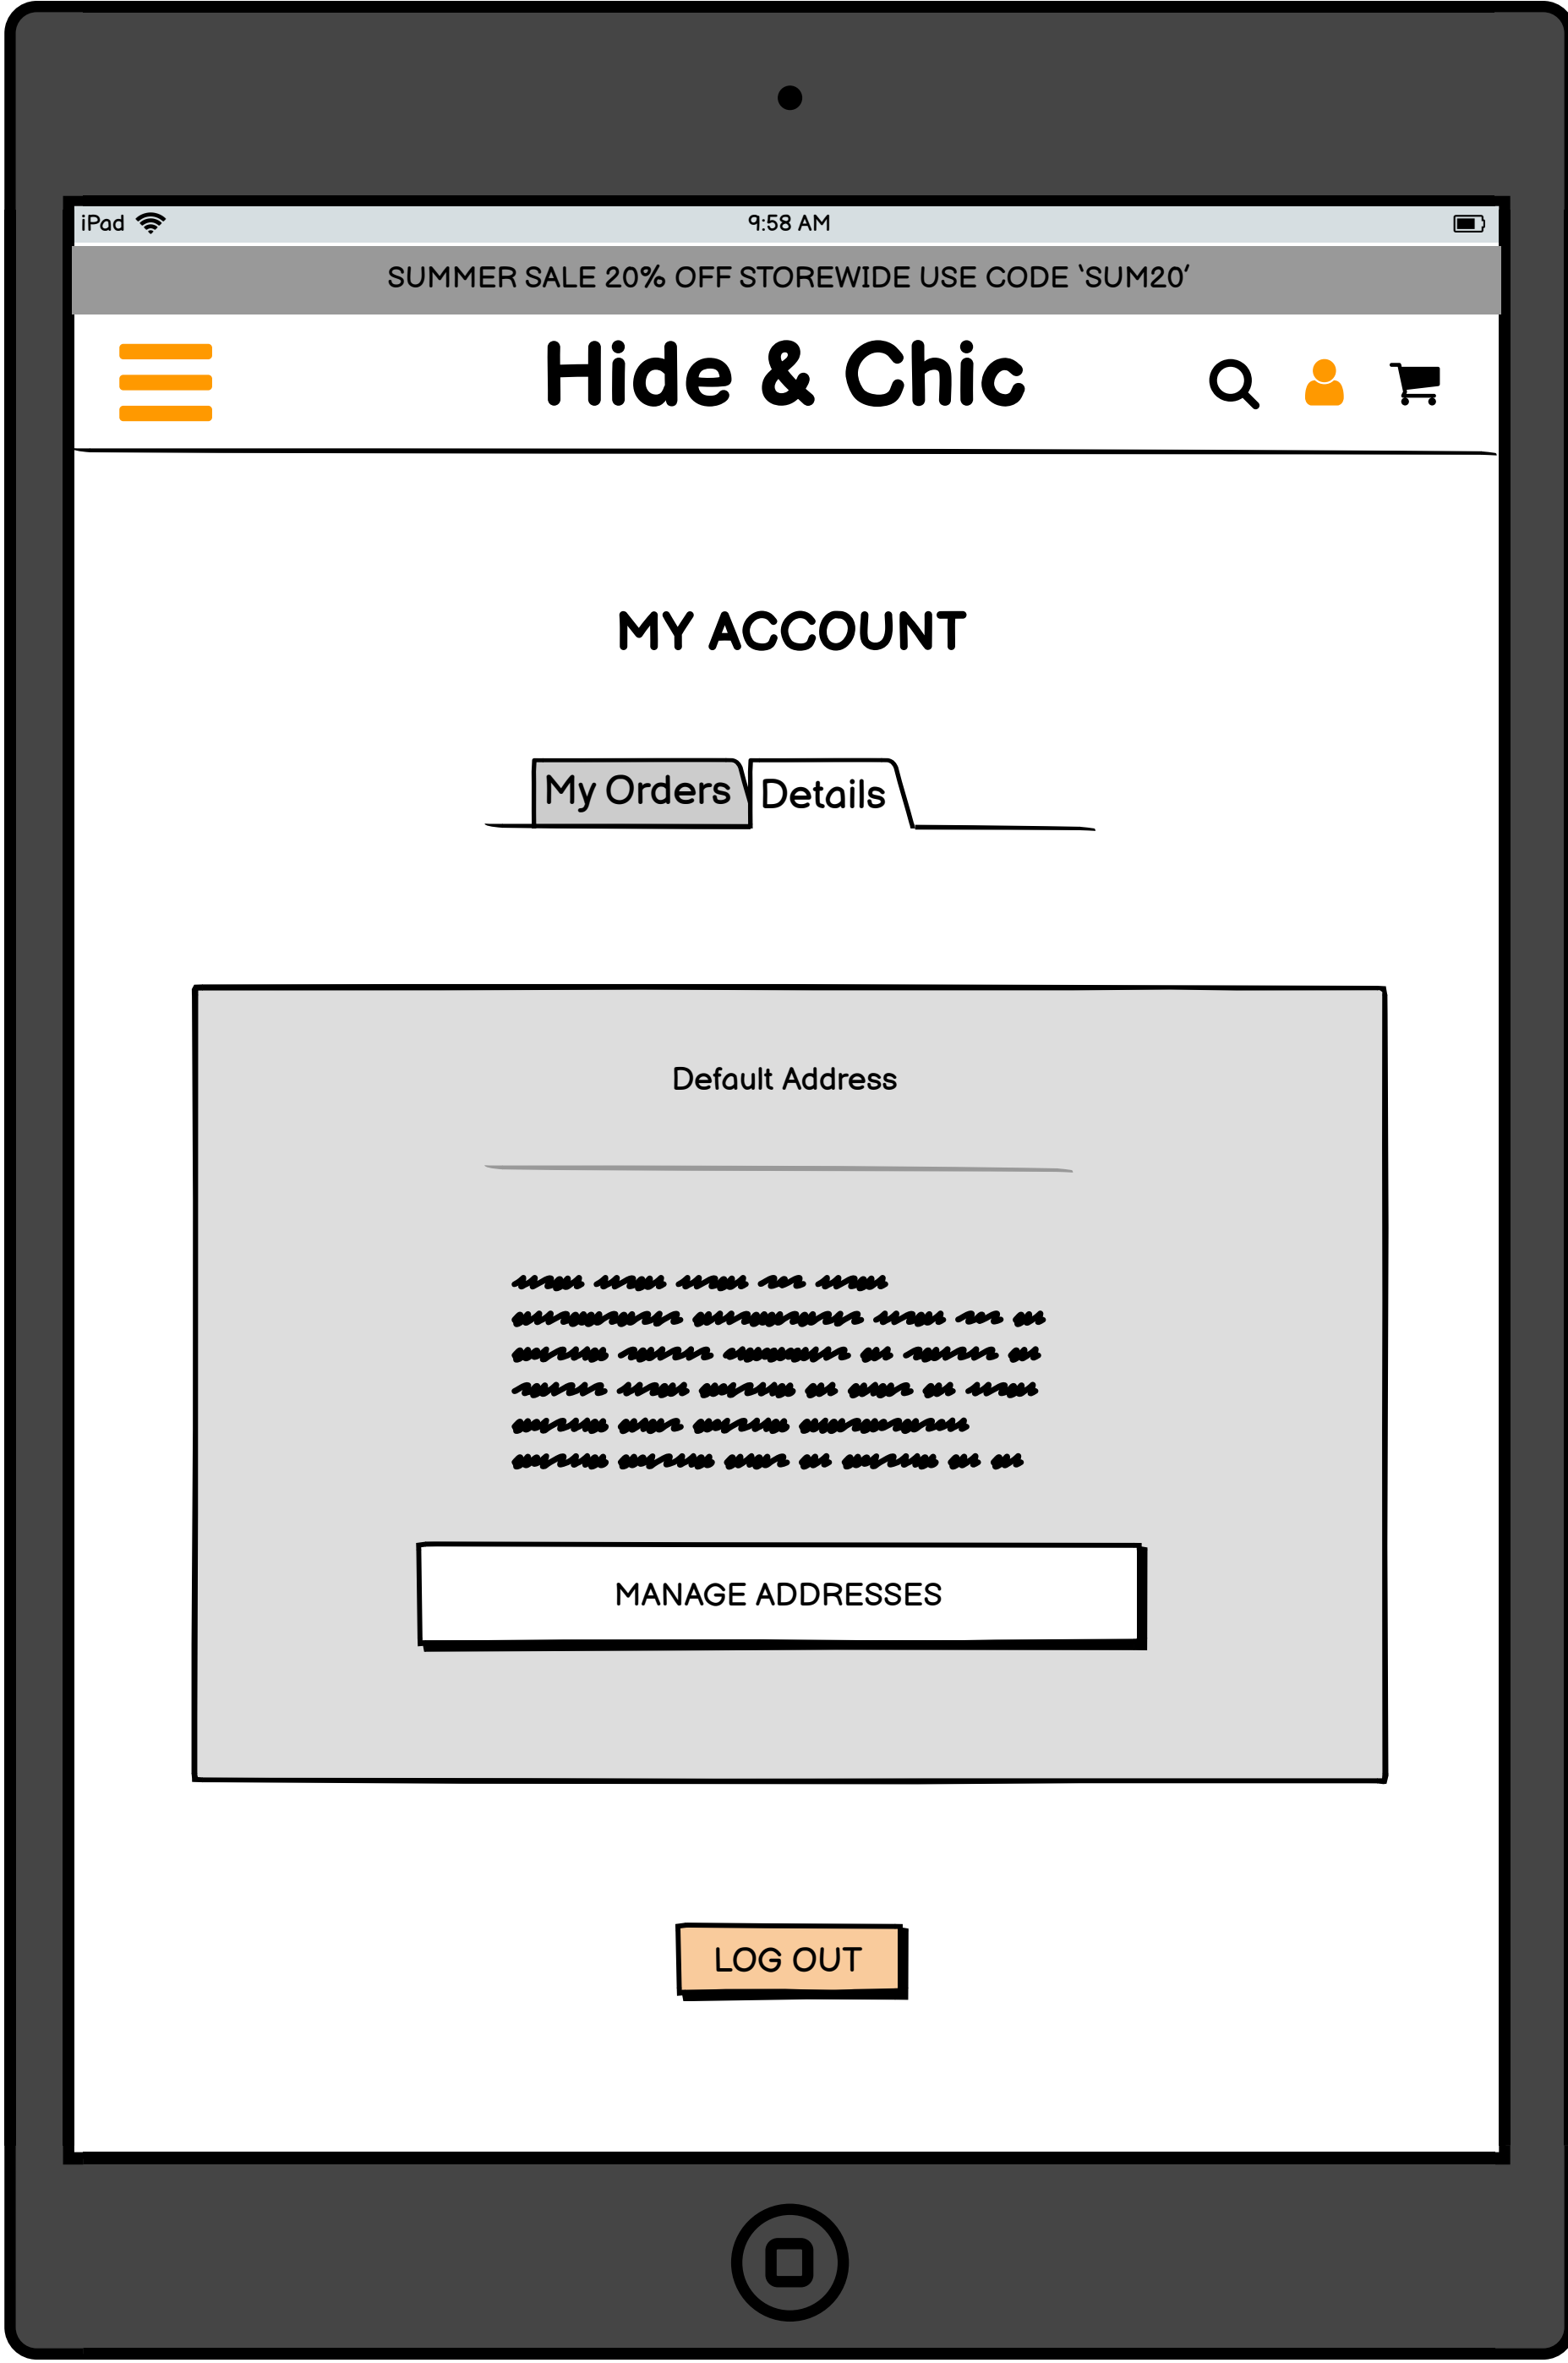 iPad 9:58 AM
SUMMER SALE 20% OFF STOREWIDE USE CODE 'SUM20'
Hide & Chic
MY ACCOUNT
My Orders Details
Default Address
MANAGE ADDRESSES
LOG OUT